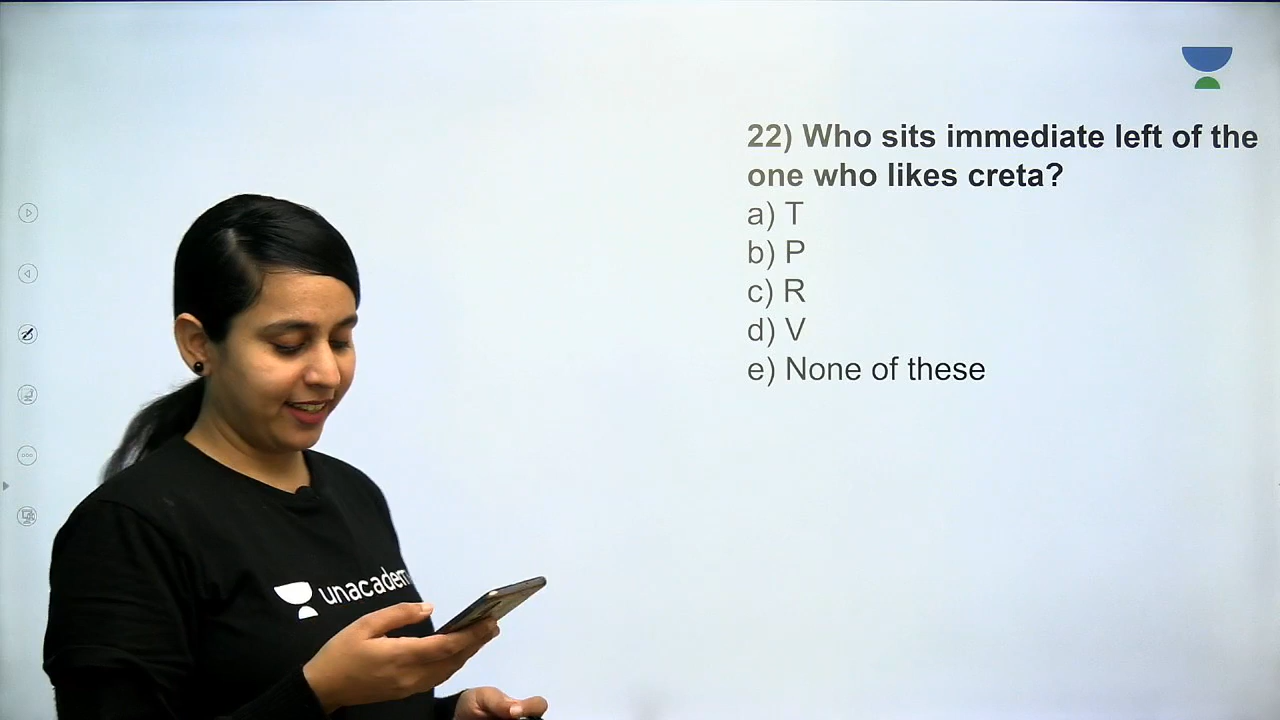 22) Who sits immediate left of the
one who likes creta?
a) T
b) P
c) R
d) V
e) None of these
unacadem